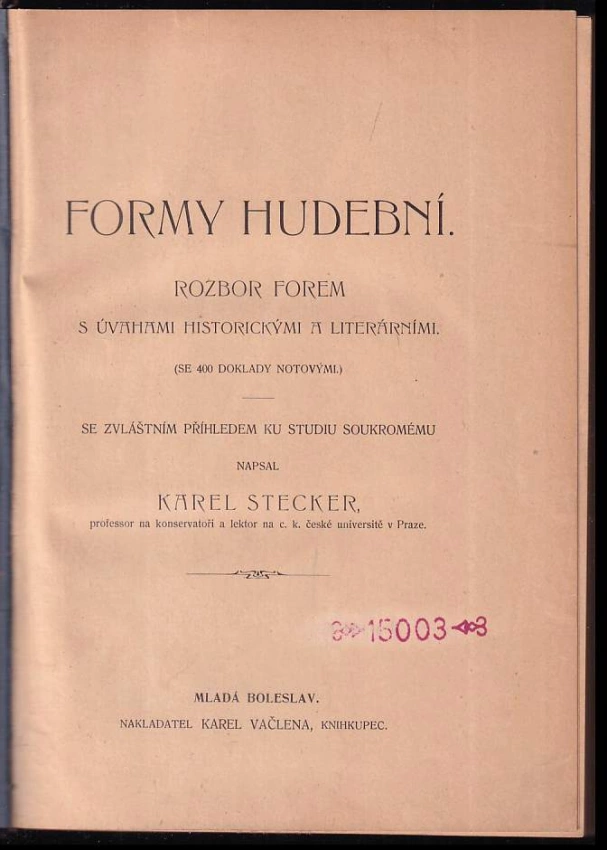 FORMY HUDEBNÍ.
ROZBOR FOREM
S ÚVAHAMI HISTORICKÝMI A LITERÁRNÍMI.
(SE 400 DOKLADY NOTOVÝMI.)
SE ZVLÁŠTNÍM PŘÍHLEDEM KU STUDIU SOUKROMÉMU
NAPSAL
KAREL STECKER,
professor na konservatoři a lektor na c. k. české universitě v Praze.
15003
MLADÁ BOLESLAV.
NAKLADATEL KAREL VAČLENA, KNIHKUPEC.